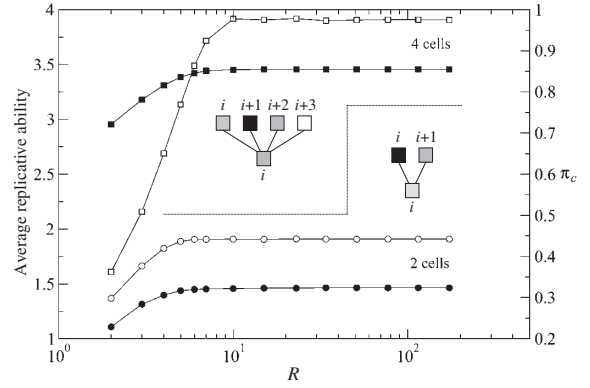 4
3.5
3
2.5
2
1.5
1
Average replicative ability
4 cells
i i+1 i+2 i+3
i
i i+1
i
2 cells
1
0.9
0.8
0.7
0.6
0.5
0.4
0.3
0.2
πc
10^0 10^1 10^2
R